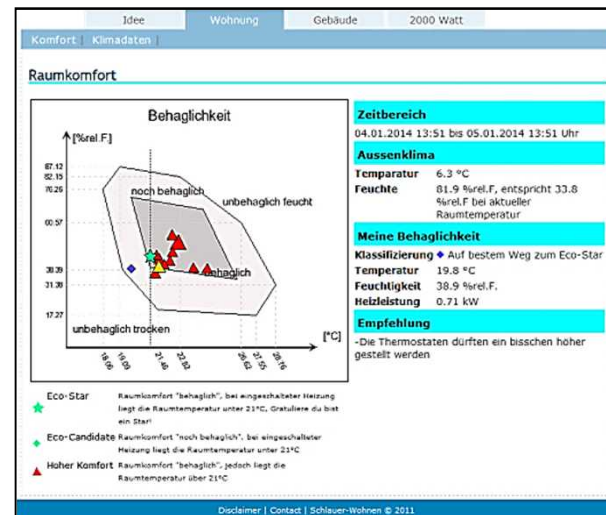 Idee Wohnung Gebäude 2000 Watt
Komfort | Klimadaten |
Raumkomfort
Behaglichkeit
[%rel.F.]
87.12
82.15
70.26
60.57
38.39
31.38
17.27
noch behaglich
unbehaglich feucht
behaglich
unbehaglich trocken
[°C]
18.06 19.09 21.46 22.82 26.62 27.55 28.76
Eco-Star Raumkomfort "behaglich", bei eingeschalteter Heizung
liegt die Raumtemperatur unter 21°C, Gratuliere du bist
ein Star!
Eco-Candidate Raumkomfort "noch behaglich", bei eingeschalteter
Heizung liegt die Raumtemperatur unter 21°C
Hoher Komfort Raumkomfort "behaglich", jedoch liegt die
Raumtemperatur über 21°C
Zeitbereich
04.01.2014 13:51 bis 05.01.2014 13:51 Uhr
Aussenklima
Temparatur 6.3 °C
Feuchte 81.9 %rel.F, entspricht 33.8
%rel.F bei aktueller
Raumtemperatur
Meine Behaglichkeit
Klassifizierung Auf bestem Weg zum Eco-Star
Temperatur 19.8 °C
Feuchtigkeit 38.9 %rel.F.
Heizleistung 0.71 kW
Empfehlung
-Die Thermostaten dürften ein bisschen höher
gestellt werden
Disclaimer | Contact | Schlauer-Wohnen © 2011